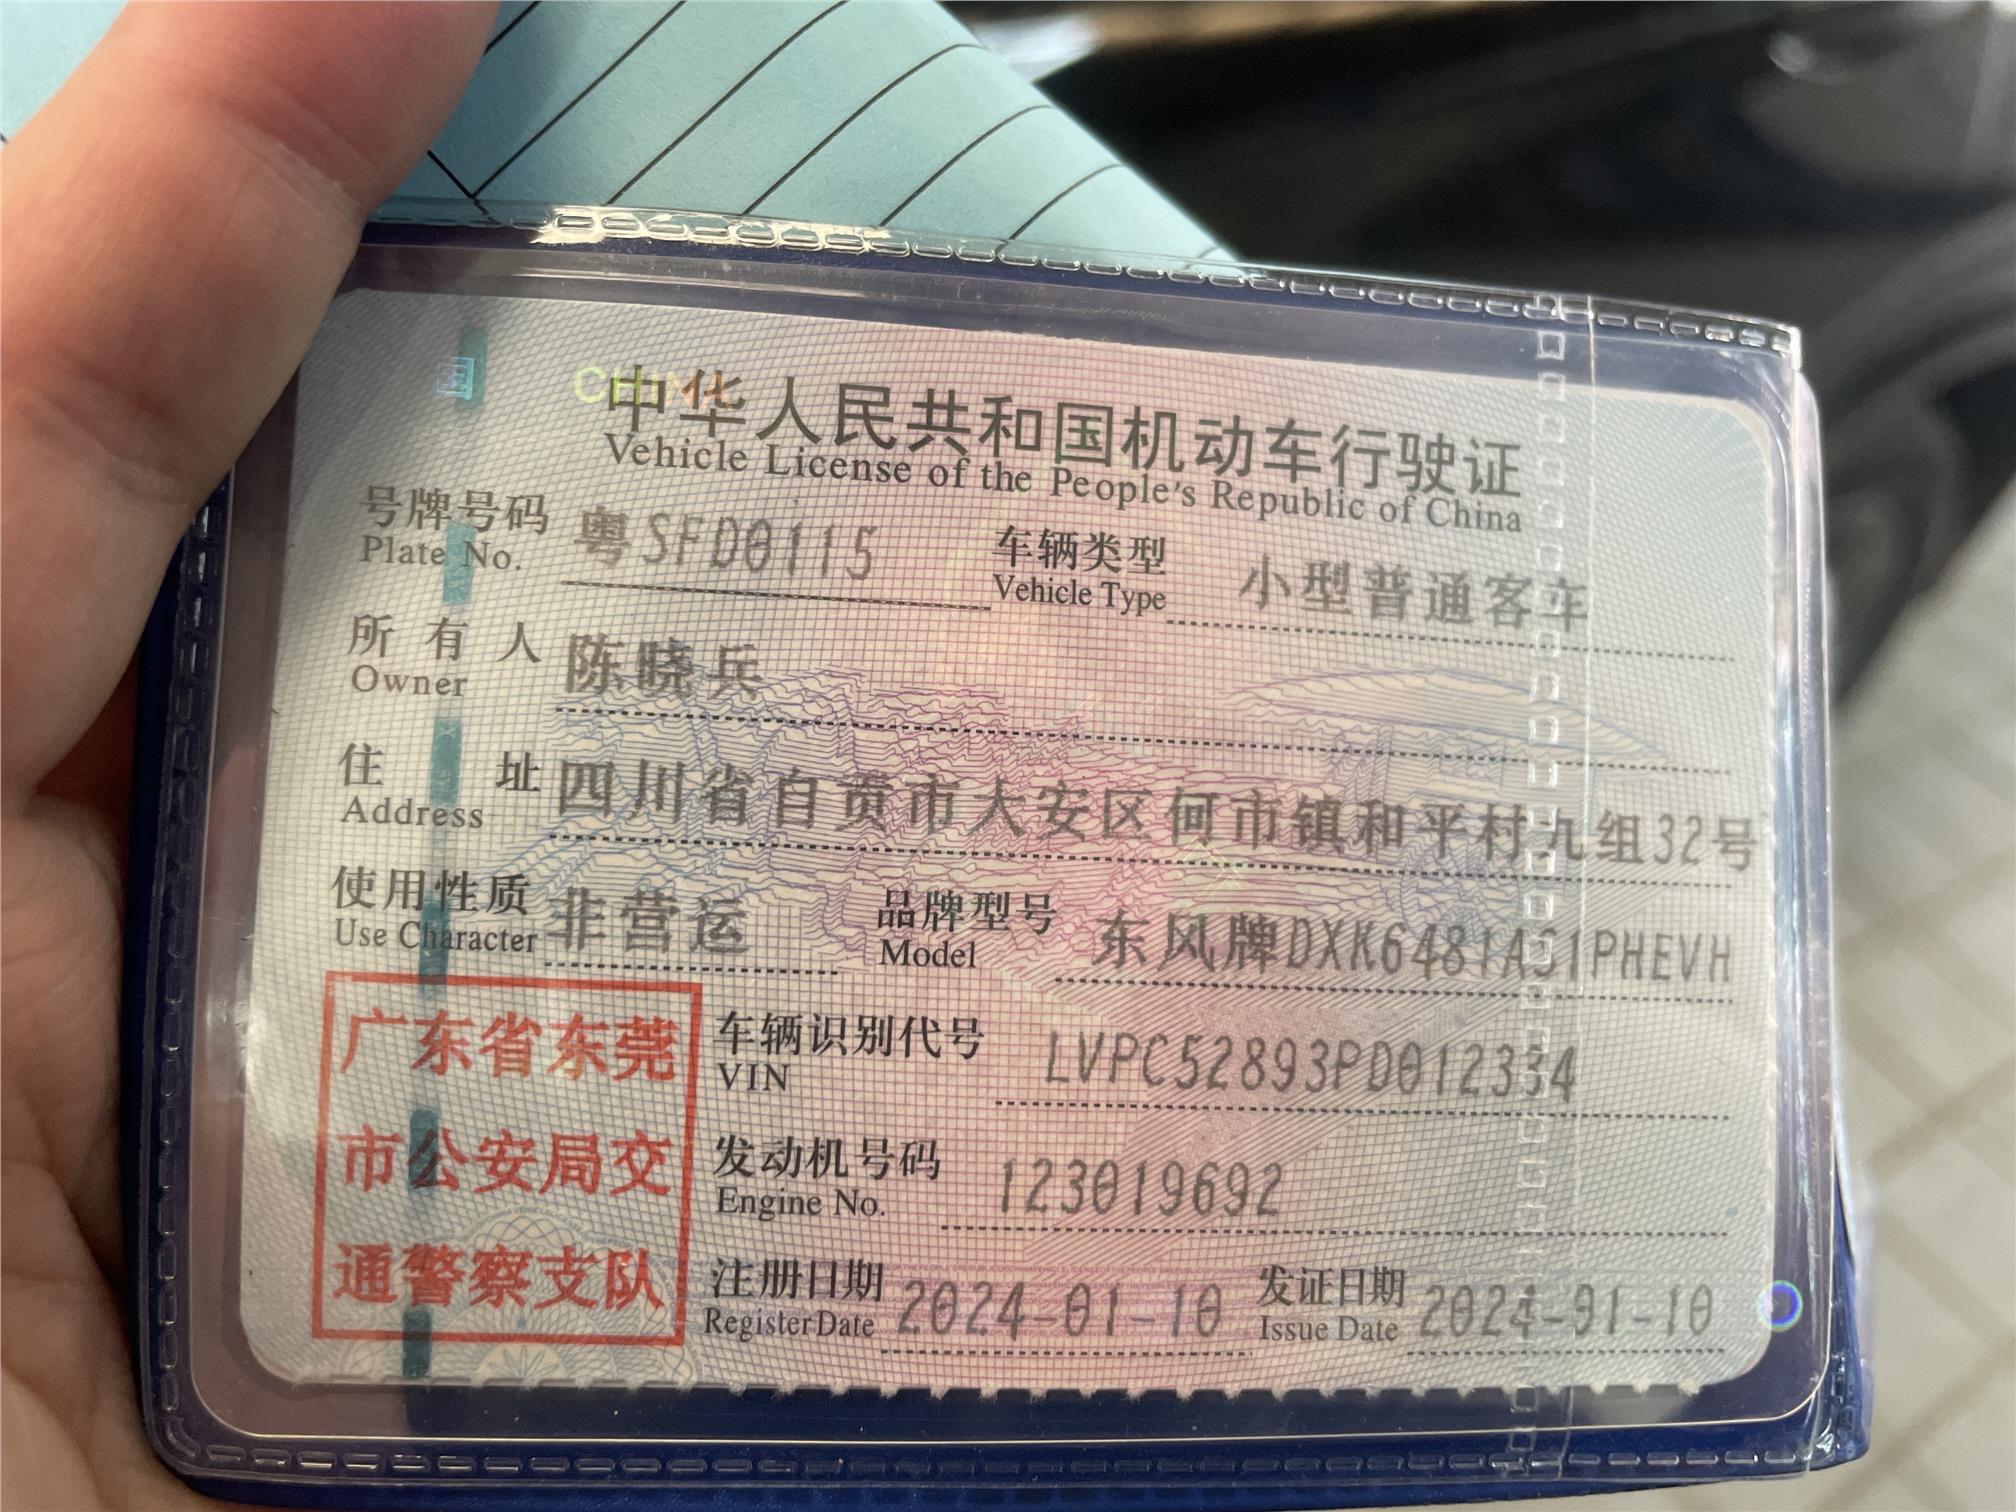 国 CHINA
中华人民共和国机动车行驶证
Vehicle License of the People's Republic of China
号牌号码 粤SFD0115 车辆类型 小型普通客车
Plate No. Vehicle Type
所有人 陈晓兵
Owner
住址 四川省自贡市大安区何市镇和平村九组32号
Address
使用性质 非营运 品牌型号 东风牌DXK6481AS1PHEVH
Use Character Model
广东省东莞
市公安局交
通警察支队
车辆识别代号 LVPC52893PD012334
VIN
发动机号码 123019692
Engine No.
注册日期 2024-01-10 发证日期 2024-01-10
Register Date Issue Date